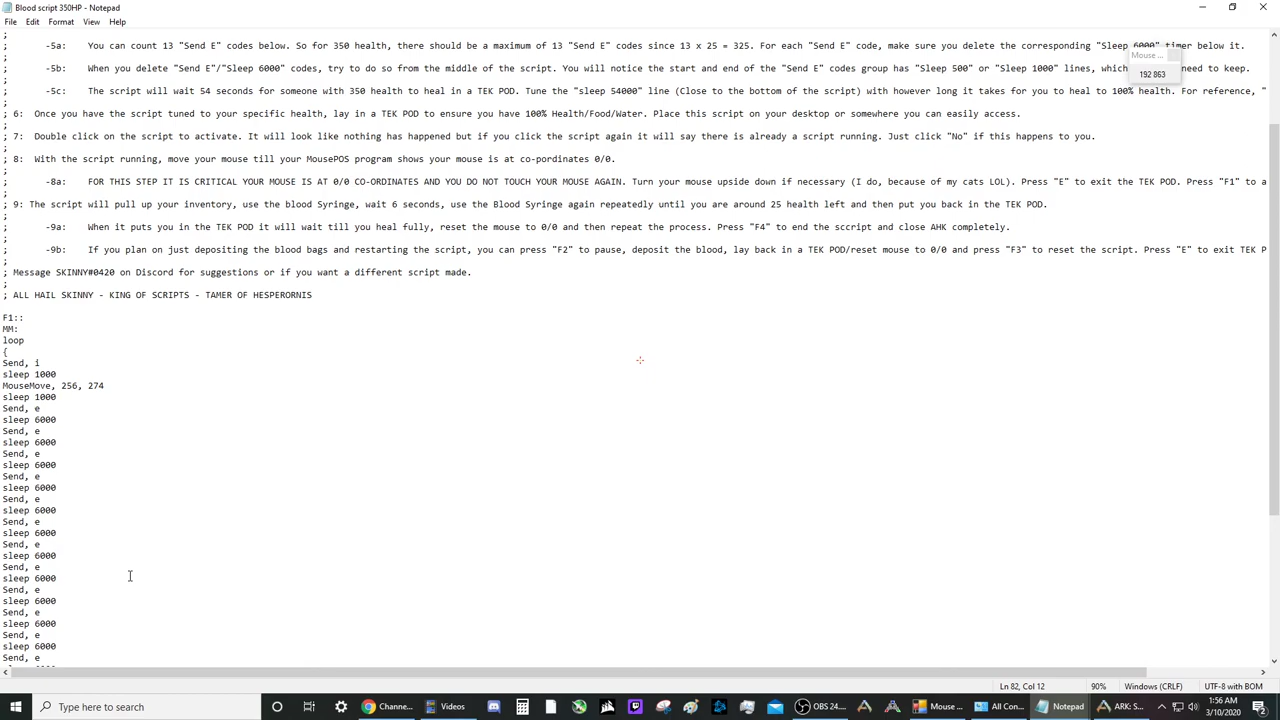 Blood script 350HP - Notepad
File Edit Format View Help
;
; -5a: You can count 13 "Send E" codes below. So for 350 health, there should be a maximum of 13 "Send E" codes since 13 x 25 = 325. For each "Send E" code, make sure you delete the corresponding "Sleep 6000" timer below it.
;
; -5b: When you delete "Send E"/"Sleep 6000" codes, try to do so from the middle of the script. You will notice the start and end of the "Send E" codes group has "Sleep 500" or "Sleep 1000" lines, which need to keep.
;
; -5c: The script will wait 54 seconds for someone with 350 health to heal in a TEK POD. Tune the "sleep 54000" line (Close to the bottom of the script) with however long it takes for you to heal to 100% health. For reference, "
;
; 6: Once you have the script tuned to your specific health, lay in a TEK POD to ensure you have 100% Health/Food/Water. Place this script on your desktop or somewhere you can easily access.
;
; 7: Double click on the script to activate. It will look like nothing has happened but if you click the script again it will say there is already a script running. Just click "No" if this happens to you.
;
; 8: With the script running, move your mouse till your MousePOS program shows your mouse is at co-pordinates 0/0.
;
; -8a: FOR THIS STEP IT IS CRITICAL YOUR MOUSE IS AT 0/0 CO-ORDINATES AND YOU DO NOT TOUCH YOUR MOUSE AGAIN. Turn your mouse upside down if necessary (I do, because of my cats LOL). Press "E" to exit the TEK POD. Press "F1" to a
;
; 9: The script will pull up your inventory, use the blood Syringe, wait 6 seconds, use the Blood Syringe again repeatedly until you are around 25 health left and then put you back in the TEK POD.
;
; -9a: When it puts you in the TEK POD it will wait till you heal fully, reset the mouse to 0/0 and then repeat the process. Press "F4" to end the sccript and close AHK completely.
;
; -9b: If you plan on just depositing the blood bags and restarting the script, you can press "F2" to pause, deposit the blood, lay back in a TEK POD/reset mouse to 0/0 and press "F3" to reset the script. Press "E" to exit TEK P
;
; Message SKINNY#0420 on Discord for suggestions or if you want a different script made.
;
; ALL HAIL SKINNY - KING OF SCRIPTS - TAMER OF HESPERORNIS
Mouse ...
192 863
F1::
MM:
loop
{
Send, i
sleep 1000
MouseMove, 256, 274
sleep 1000
Send, e
sleep 6000
Send, e
sleep 6000
Send, e
sleep 6000
Send, e
sleep 6000
Send, e
sleep 6000
Send, e
sleep 6000
Send, e
sleep 6000
Send, e
sleep 6000
Send, e
sleep 6000
Send, e
sleep 6000
Send, e
sleep 6000
Send, e
Ln 82, Col 12 90% Windows (CRLF) UTF-8 with BOM
Type here to search
Channe...
Videos
OBS 24....
Mouse ...
All Con...
Notepad
ARK: S...
1:56 AM
3/10/2020
2